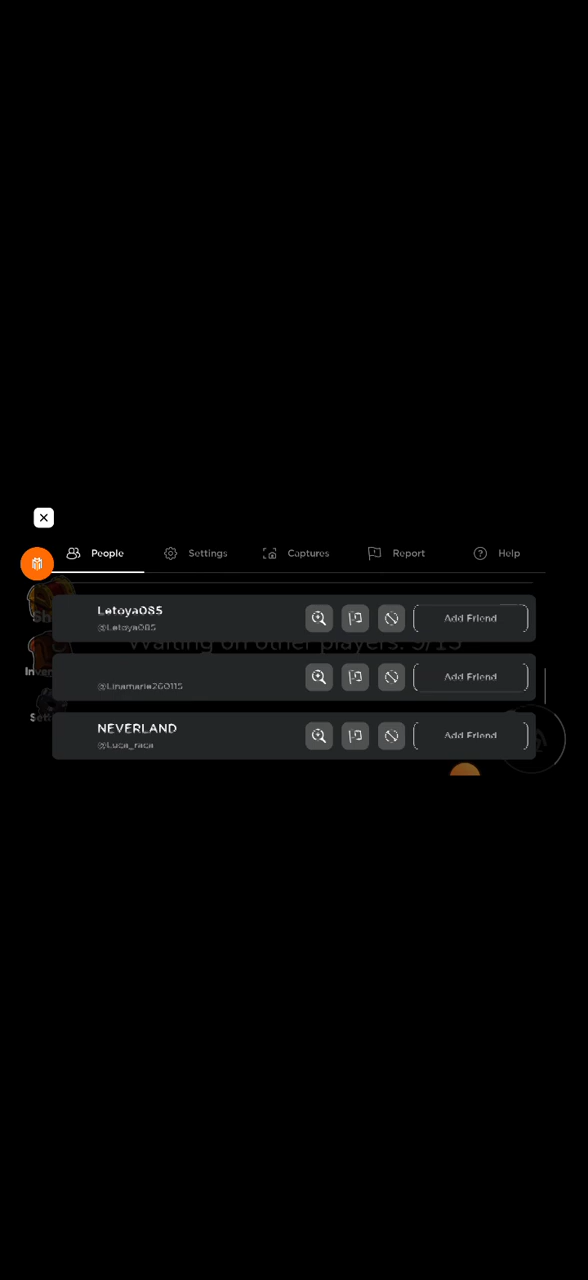 People
Settings
Captures
Report
Help
Letoya085
@Letoya085
Add Friend
Waiting on other players: 9/15
@Linamarie260115
Add Friend
NEVERLAND
@Luca_raca
Add Friend